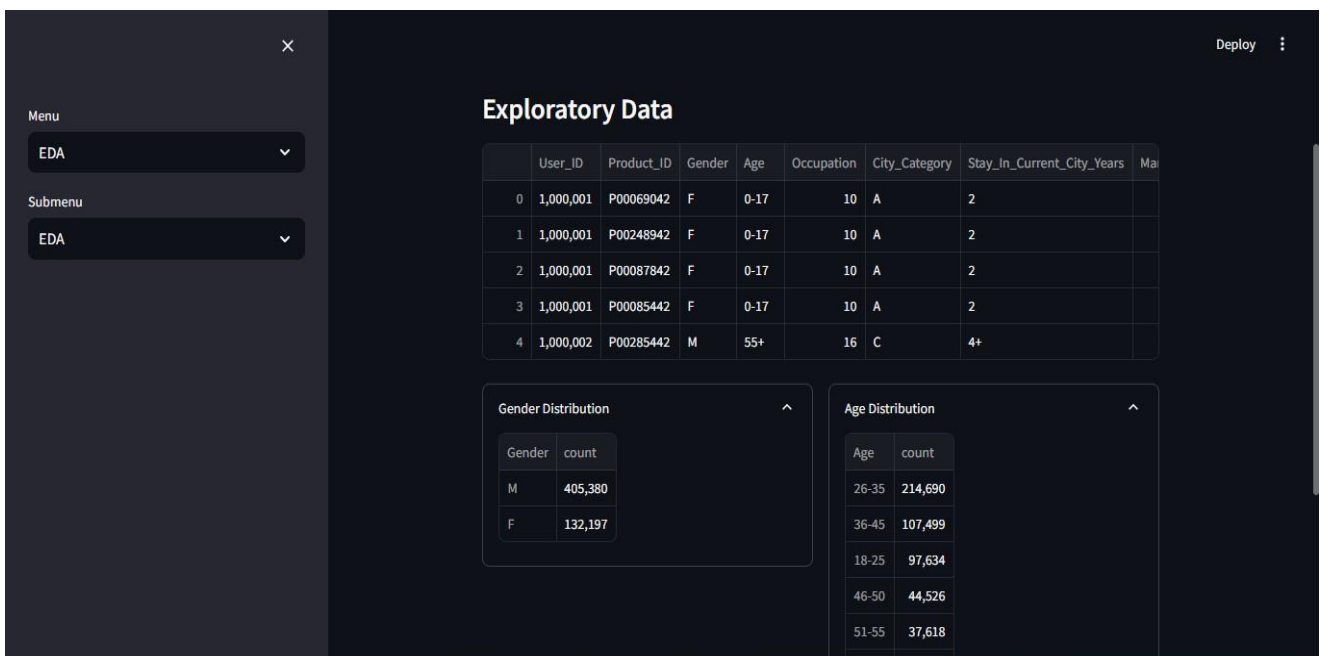 Deploy
Menu
EDA
Submenu
EDA
Exploratory Data
User_ID Product_ID Gender Age Occupation City_Category Stay_In_Current_City_Years Mai
0 1,000,001 P00069042 F 0-17 10 A 2
1 1,000,001 P00248942 F 0-17 10 A 2
2 1,000,001 P00087842 F 0-17 10 A 2
3 1,000,001 P00085442 F 0-17 10 A 2
4 1,000,002 P00285442 M 55+ 16 C 4+
Gender Distribution
Gender count
M 405,380
F 132,197
Age Distribution
Age count
26-35 214,690
36-45 107,499
18-25 97,634
46-50 44,526
51-55 37,618